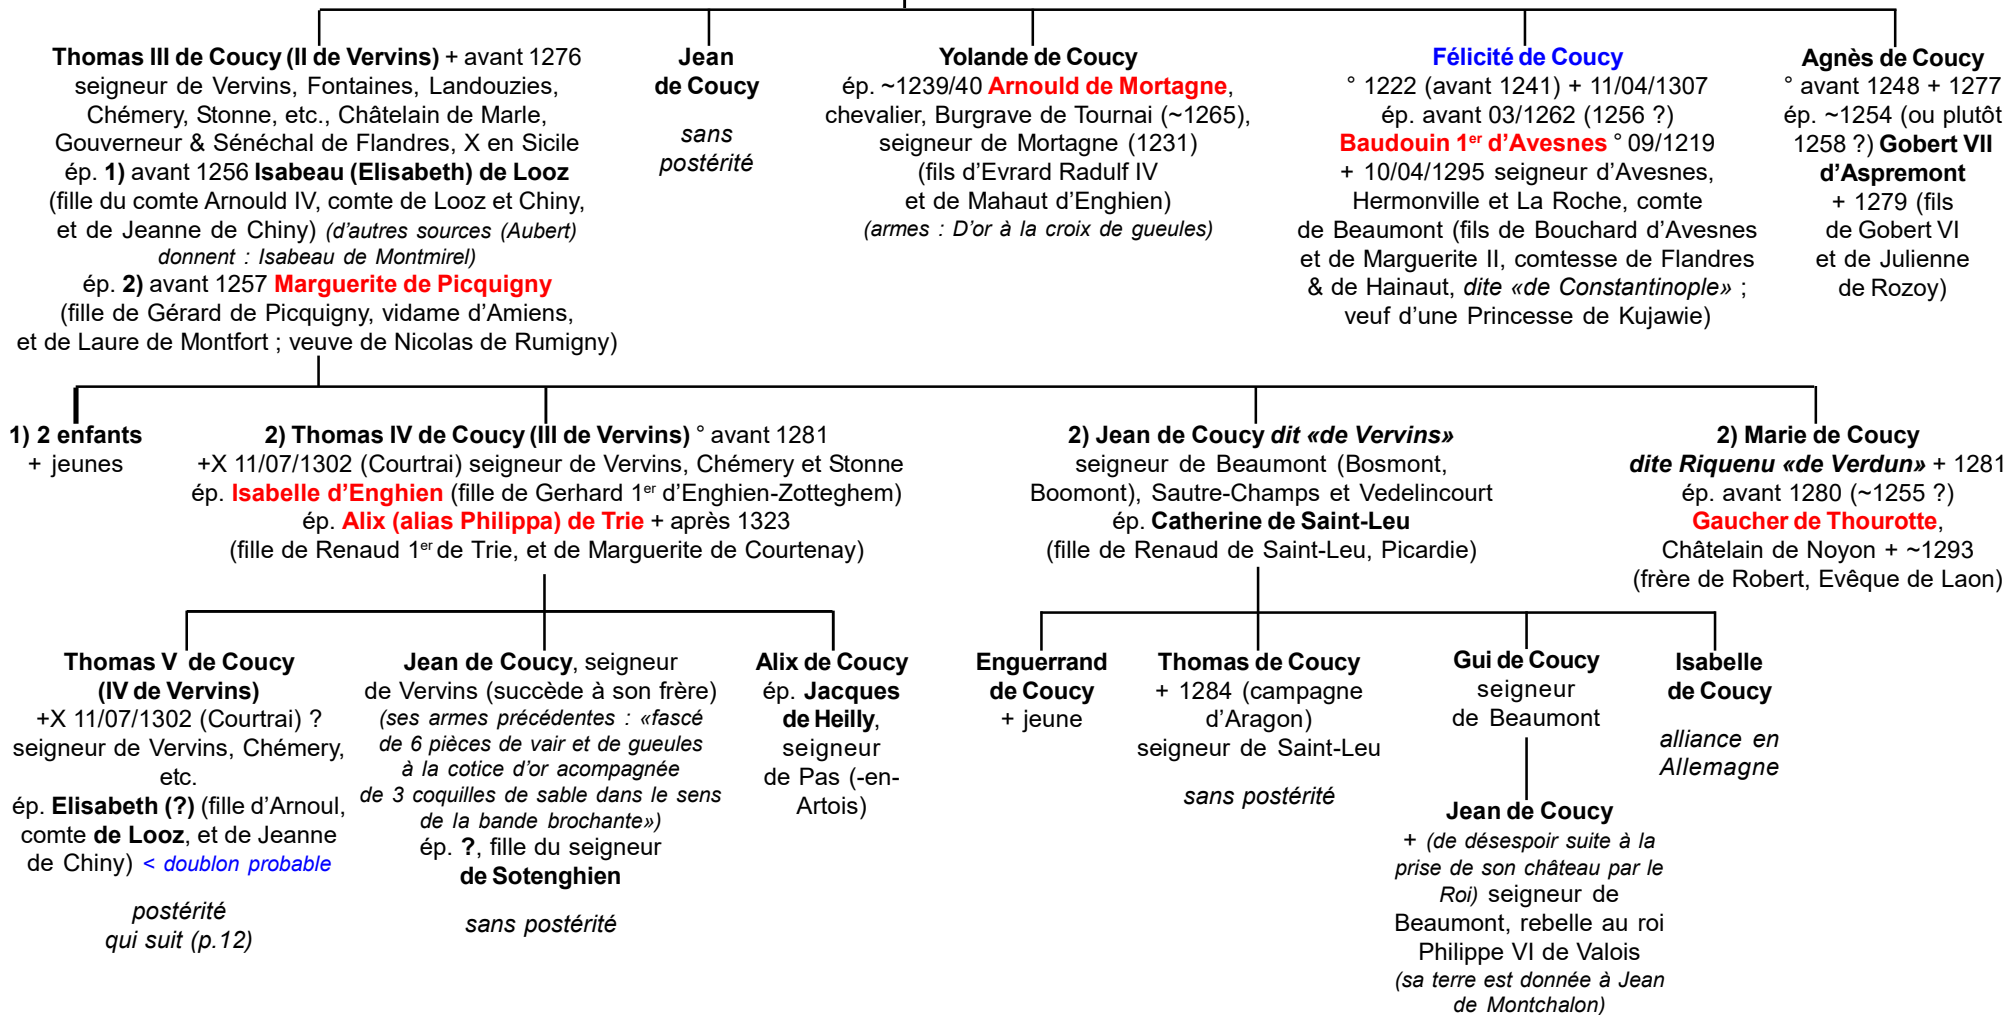 Thomas III de Coucy (II de Vervins) + avant 1276
seigneur de Vervins, Fontaines, Landouzies,
Chémery, Stonne, etc., Châtelain de Marle,
Gouverneur & Sénéchal de Flandres, X en Sicile
ép. 1) avant 1256 Isabeau (Elisabeth) de Looz
(fille du comte Arnould IV, comte de Looz et Chiny,
et de Jeanne de Chiny) (d'autres sources (Aubert)
donnent : Isabeau de Montmirel)
ép. 2) avant 1257 Marguerite de Picquigny
(fille de Gérard de Picquigny, vidame d'Amiens,
et de Laure de Montfort ; veuve de Nicolas de Rumigny)
Jean
de Coucy
sans
postérité
Yolande de Coucy
ép. ~1239/40 Arnould de Mortagne,
chevalier, Burgrave de Tournai (~1265),
seigneur de Mortagne (1231)
(fils d'Evrard Radulf IV
et de Mahaut d'Enghien)
(armes : D'or à la croix de gueules)
Félicité de Coucy
° 1222 (avant 1241) + 11/04/1307
ép. avant 03/1262 (1256 ?)
Baudouin 1er d'Avesnes ° 09/1219
+ 10/04/1295 seigneur d'Avesnes,
Hermonville et La Roche, comte
de Beaumont (fils de Bouchard d'Avesnes
et de Marguerite II, comtesse de Flandres
& de Hainaut, dite «de Constantinople» ;
veuf d'une Princesse de Kujawie)
Agnès de Coucy
° avant 1248 + 1277
ép. ~1254 (ou plutôt
1258 ?) Gobert VII
d'Aspremont
+ 1279 (fils
de Gobert VI
et de Julienne
de Rozoy)
1) 2 enfants
+ jeunes
2) Thomas IV de Coucy (III de Vervins) ° avant 1281
+X 11/07/1302 (Courtrai) seigneur de Vervins, Chémery et Stonne
ép. Isabelle d'Enghien (fille de Gerhard 1er d'Enghien-Zotteghem)
ép. Alix (alias Philippa) de Trie + après 1323
(fille de Renaud 1er de Trie, et de Marguerite de Courtenay)
2) Jean de Coucy dit «de Vervins»
seigneur de Beaumont (Bosmont,
Boomont), Sautre-Champs et Vedelincourt
ép. Catherine de Saint-Leu
(fille de Renaud de Saint-Leu, Picardie)
2) Marie de Coucy
dite Riquenu «de Verdun» + 1281
ép. avant 1280 (~1255 ?)
Gaucher de Thourotte,
Châtelain de Noyon + ~1293
(frère de Robert, Evêque de Laon)
Thomas V de Coucy
(IV de Vervins)
+X 11/07/1302 (Courtrai) ?
seigneur de Vervins, Chémery,
etc.
ép. Elisabeth (?) (fille d'Arnoul,
comte de Looz, et de Jeanne
de Chiny) < doublon probable
postérité
qui suit (p.12)
Jean de Coucy, seigneur
de Vervins (succède à son frère)
(ses armes précédentes : «fascé
de 6 pièces de vair et de gueules
à la cotice d'or acompagnée
de 3 coquilles de sable dans le sens
de la bande brochante»)
ép. ?, fille du seigneur
de Sotenghien
sans postérité
Alix de Coucy
ép. Jacques
de Heilly,
seigneur
de Pas (-en-
Artois)
Enguerrand
de Coucy
+ jeune
Thomas de Coucy
+ 1284 (campagne
d'Aragon)
seigneur de Saint-Leu
sans postérité
Gui de Coucy
seigneur
de Beaumont
Isabelle
de Coucy
alliance en
Allemagne
Jean de Coucy
+ (de désespoir suite à la
prise de son château par le
Roi) seigneur de
Beaumont, rebelle au roi
Philippe VI de Valois
(sa terre est donnée à Jean
de Montchalon)